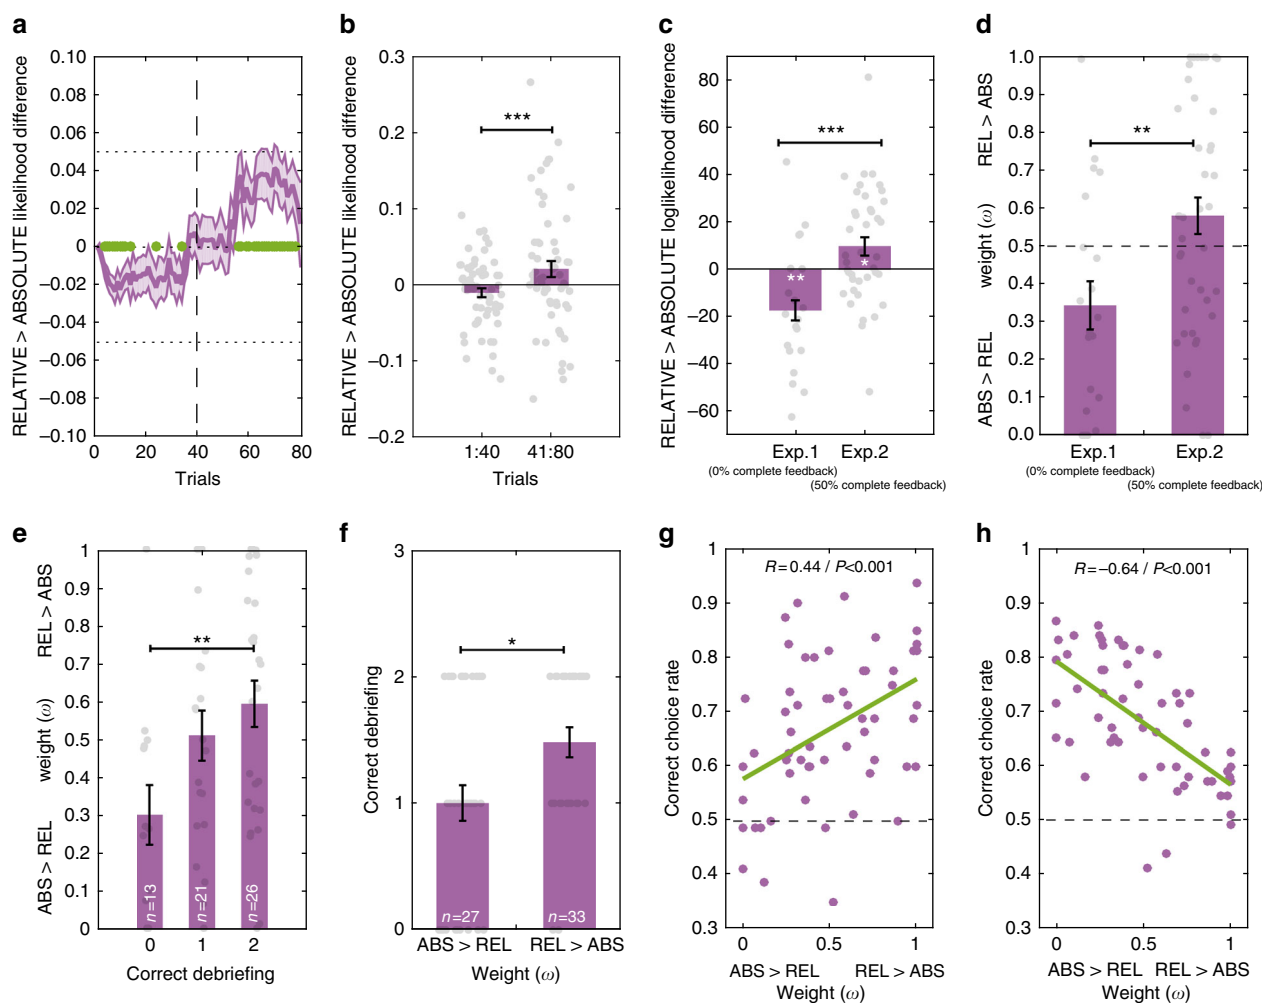 a
RELATIVE > ABSOLUTE likelihood difference
0.10
0.08
0.06
0.04
0.02
0
−0.02
−0.04
−0.06
−0.08
−0.10
0 20 40 60 80
Trials
b
RELATIVE > ABSOLUTE likelihood difference
0.3
0.2
0.1
0
−0.1
−0.2
***
1:40 41:80
Trials
c
RELATIVE > ABSOLUTE loglikelihood difference
80
60
40
20
0
−20
−40
−60
***
**
*
Exp.1 Exp.2
(0% complete feedback)
(50% complete feedback)
d
ABS > REL weight (ω) REL > ABS
1.0
0.9
0.8
0.7
0.6
0.5
0.4
0.3
0.2
0.1
0.0
**
Exp.1 Exp.2
(0% complete feedback)
(50% complete feedback)
e
ABS > REL weight (ω) REL > ABS
1
0.9
0.8
0.7
0.6
0.5
0.4
0.3
0.2
0.1
0
**
n=13 n=21 n=26
0 1 2
Correct debriefing
f
Correct debriefing
3
2
1
0
*
n=27 n=33
ABS > REL REL > ABS
Weight (ω)
g
Correct choice rate
1
0.9
0.8
0.7
0.6
0.5
0.4
0.3
R=0.44 / P<0.001
0 0.5 1
ABS > REL REL > ABS
Weight (ω)
h
Correct choice rate
1
0.9
0.8
0.7
0.6
0.5
0.4
0.3
R=−0.64 / P<0.001
0 0.5 1
ABS > REL REL > ABS
Weight (ω)